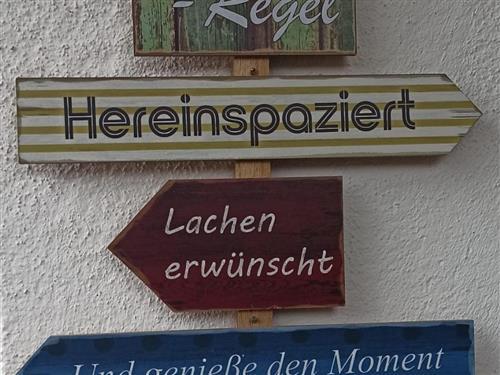 -Regel
Hereinspaziert
Lachen
erwünscht
Und genieße den Moment